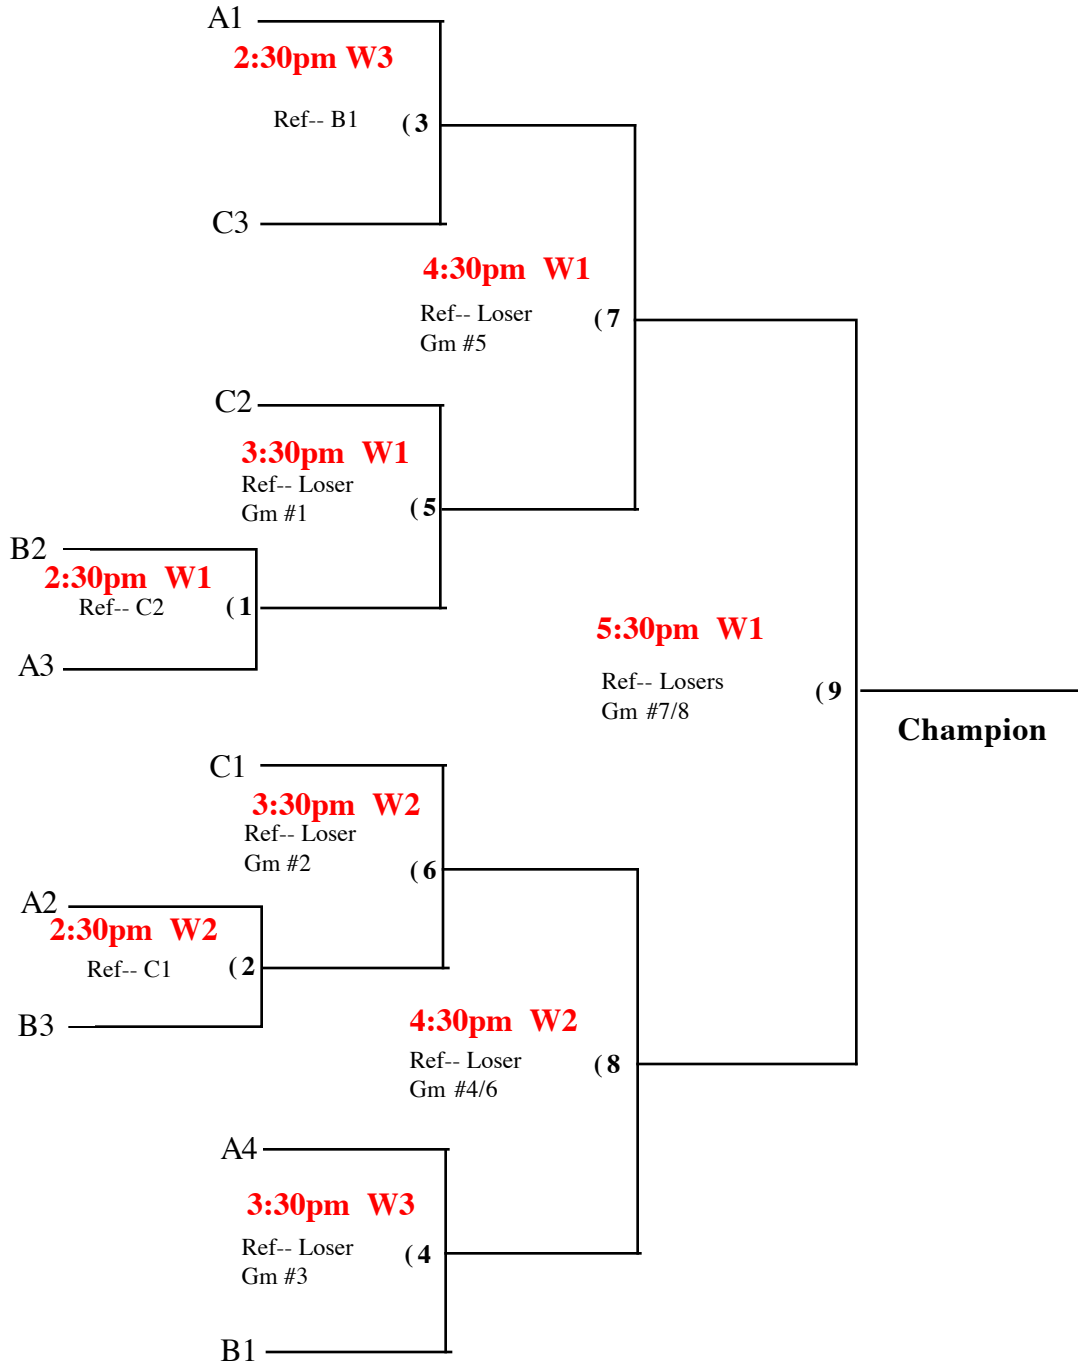 A1
2:30pm W3
Ref-- B1
(3
C3
4:30pm W1
Ref-- Loser
Gm #5
(7
C2
3:30pm W1
Ref-- Loser
Gm #1
(5
B2
2:30pm W1
Ref-- C2
(1
A3
5:30pm W1
Ref-- Losers
Gm #7/8
(9
Champion
C1
3:30pm W2
Ref-- Loser
Gm #2
(6
A2
2:30pm W2
Ref-- C1
(2
B3
4:30pm W2
Ref-- Loser
Gm #4/6
(8
A4
3:30pm W3
Ref-- Loser
Gm #3
(4
B1